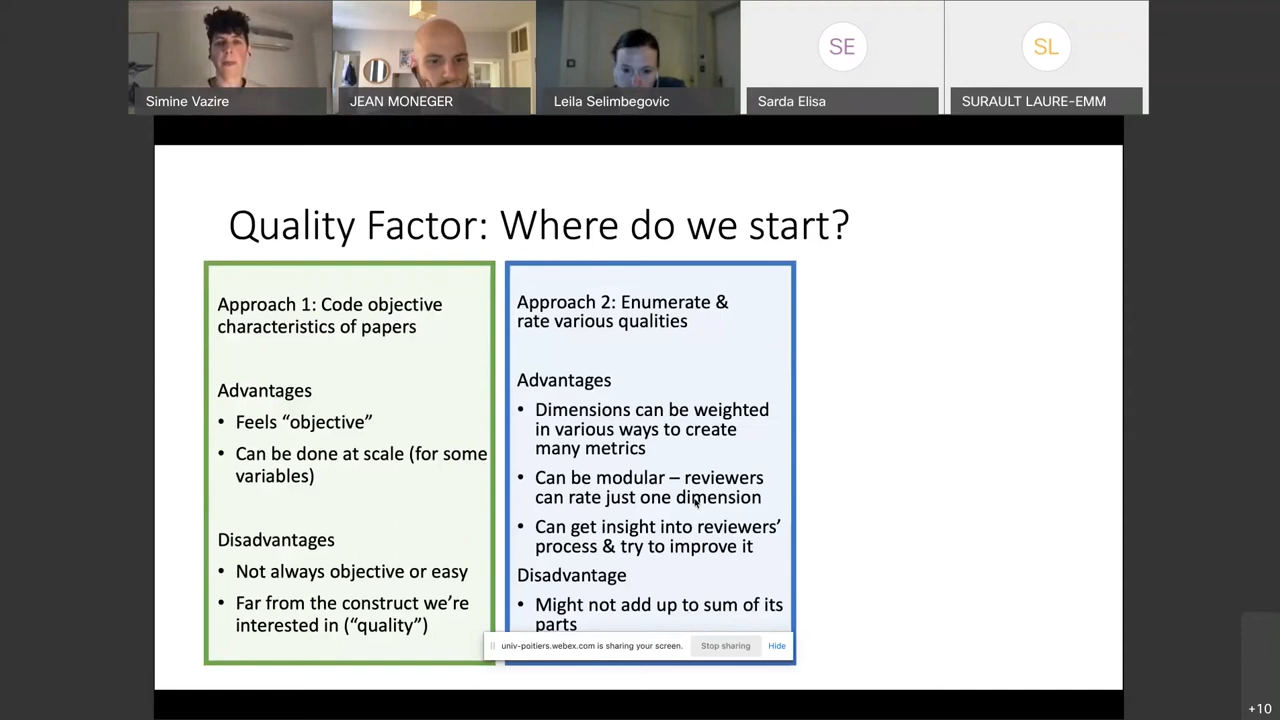 SE
SL
Simine Vazire
JEAN MONEGER
Leila Selimbegovic
Sarda Elisa
SURAULT LAURE-EMM
Quality Factor: Where do we start?
Approach 1: Code objective
characteristics of papers
Advantages
• Feels “objective”
• Can be done at scale (for some
variables)
Disadvantages
• Not always objective or easy
• Far from the construct we’re
interested in (“quality”)
Approach 2: Enumerate &
rate various qualities
Advantages
• Dimensions can be weighted
in various ways to create
many metrics
• Can be modular – reviewers
can rate just one dimension
• Can get insight into reviewers’
process & try to improve it
Disadvantage
• Might not add up to sum of its
parts
univ-poitiers.webex.com is sharing your screen.
Stop sharing
Hide
+10